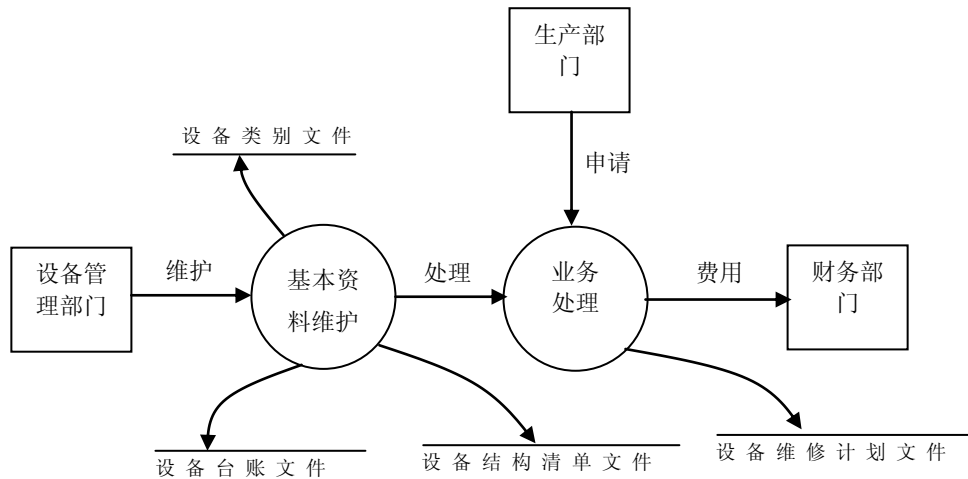 生产部
门
设备类别文件
申请
设备管
理部门
维护
基本资
料维护
处理
业务
处理
费用
财务部
门
设备台账文件
设备结构清单文件
设备维修计划文件